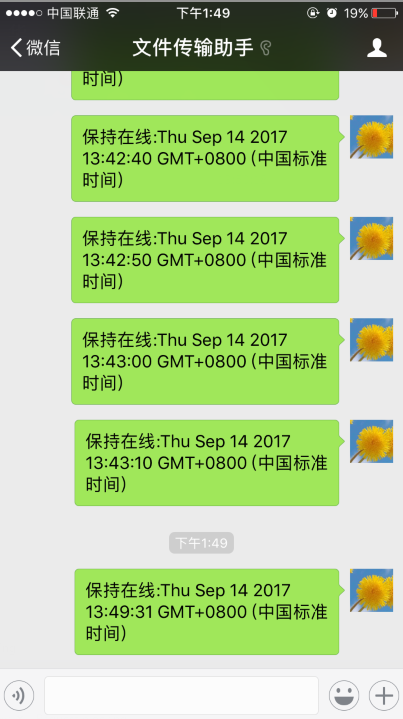 中国联通 下午1:49 19%
微信 文件传输助手
时间)
保持在线:Thu Sep 14 2017
13:42:40 GMT+0800 (中国标准
时间)
保持在线:Thu Sep 14 2017
13:42:50 GMT+0800 (中国标准
时间)
保持在线:Thu Sep 14 2017
13:43:00 GMT+0800 (中国标准
时间)
保持在线:Thu Sep 14 2017
13:43:10 GMT+0800 (中国标准
时间)
下午1:49
保持在线:Thu Sep 14 2017
13:49:31 GMT+0800 (中国标准
时间)